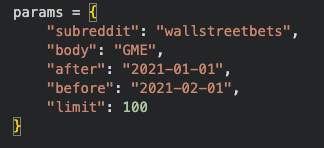 params = {
    "subreddit": "wallstreetbets",
    "body": "GME",
    "after": "2021-01-01",
    "before": "2021-02-01",
    "limit": 100
}